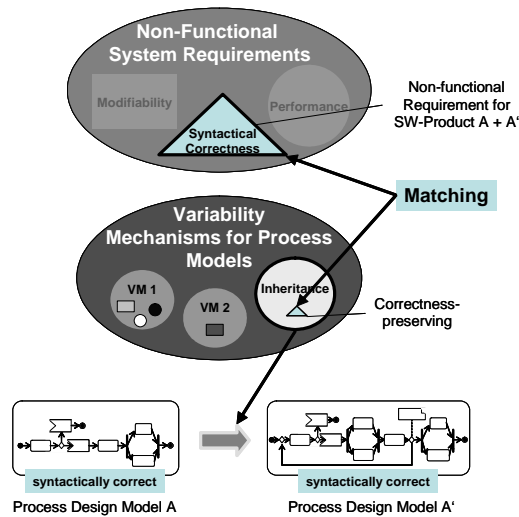 Non-Functional
System Requirements
Modifiability
Performance
Syntactical
Correctness
Non-functional
Requirement for
SW-Product A + A‘
Matching
Variability
Mechanisms for Process
Models
VM 1
VM 2
Inheritance
Correctness-
preserving
syntactically correct
syntactically correct
Process Design Model A
Process Design Model A‘